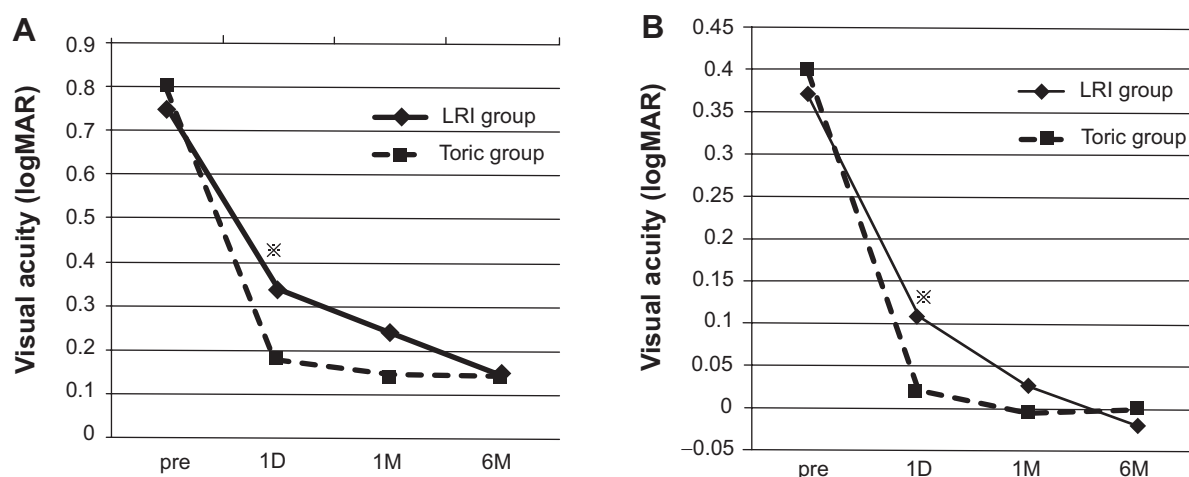 A
Visual acuity (logMAR)
0.9
0.8
0.7
0.6
0.5
0.4
0.3
0.2
0.1
0
LRI group
Toric group
※
pre 1D 1M 6M
B
Visual acuity (logMAR)
0.45
0.4
0.35
0.3
0.25
0.2
0.15
0.1
0.05
0
−0.05
LRI group
Toric group
※
pre 1D 1M 6M